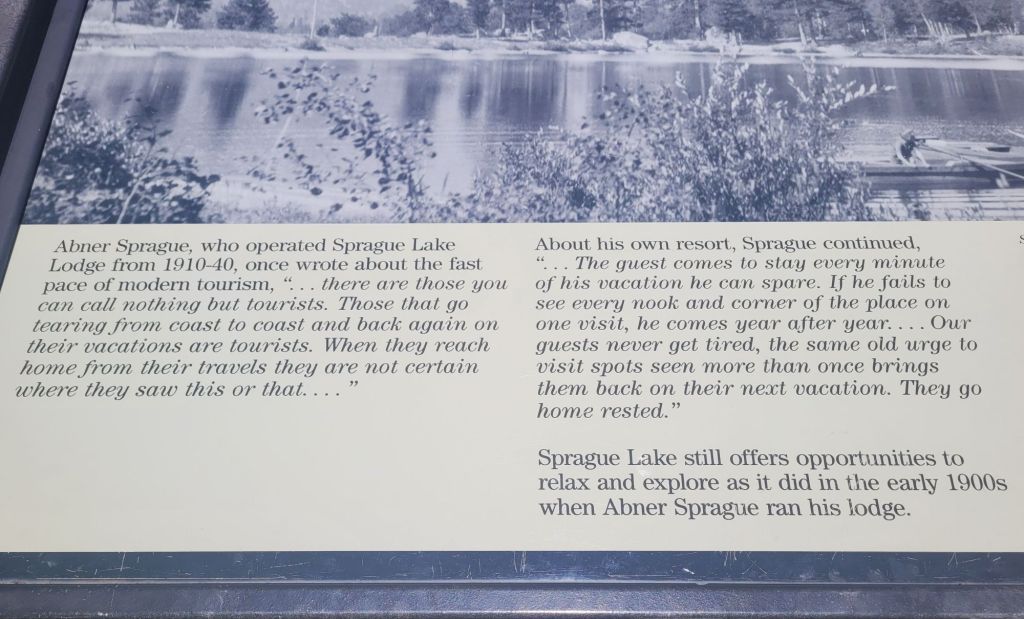 Abner Sprague, who operated Sprague Lake
Lodge from 1910-40, once wrote about the fast
pace of modern tourism, “. . . there are those you
can call nothing but tourists. Those that go
tearing from coast to coast and back again on
their vacations are tourists. When they reach
home from their travels they are not certain
where they saw this or that. . . . ”
About his own resort, Sprague continued,
“. . . The guest comes to stay every minute
of his vacation he can spare. If he fails to
see every nook and corner of the place on
one visit, he comes year after year. . . . Our
guests never get tired, the same old urge to
visit spots seen more than once brings
them back on their next vacation. They go
home rested.”
Sprague Lake still offers opportunities to
relax and explore as it did in the early 1900s
when Abner Sprague ran his lodge.